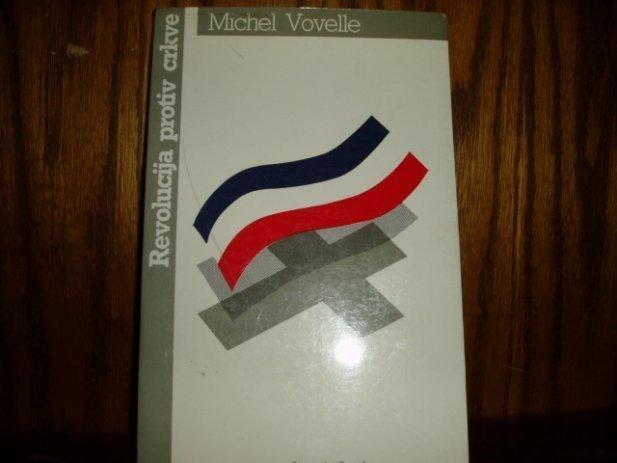 Michel Vovelle
Revolucija protiv crkve